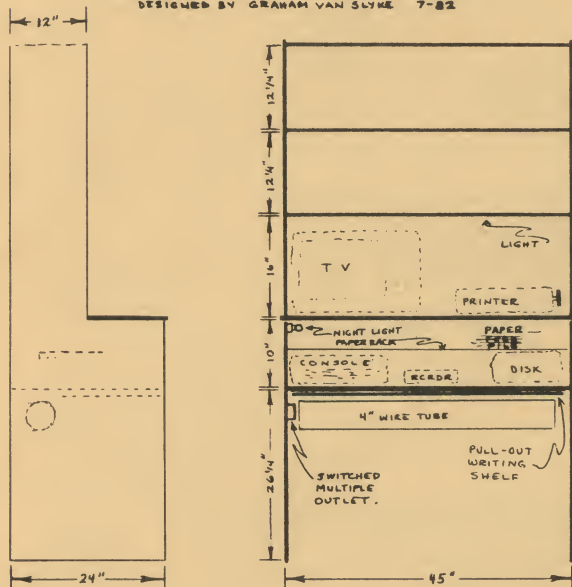 DESIGNED BY GRAHAM VAN SLYKE 7-82
12"
12 1/4"
12 1/4"
LIGHT
16"
TV
PRINTER
NIGHT LIGHT
PAPER RACK
PAPER
FEED
PILE
10"
CONSOLE
RCRDR
DISK
4" WIRE TUBE
26 1/4"
SWITCHED
MULTIPLE
OUTLET.
PULL-OUT
WRITING
SHELF
24"
45"